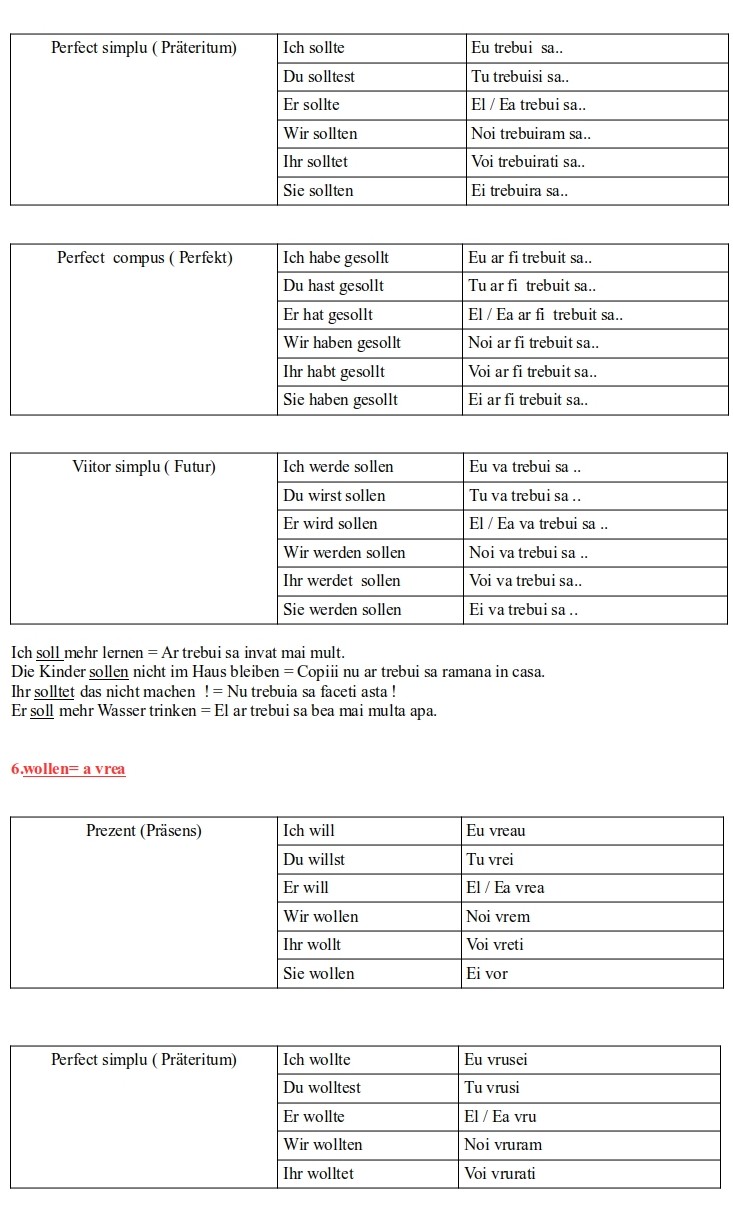 Perfect simplu ( Präteritum) Ich sollte Eu trebui sa..
Du solltest Tu trebuisi sa..
Er sollte El / Ea trebui sa..
Wir sollten Noi trebuiram sa..
Ihr solltet Voi trebuirati sa..
Sie sollten Ei trebuira sa..
Perfect compus ( Perfekt) Ich habe gesollt Eu ar fi trebuit sa..
Du hast gesollt Tu ar fi trebuit sa..
Er hat gesollt El / Ea ar fi trebuit sa..
Wir haben gesollt Noi ar fi trebuit sa..
Ihr habt gesollt Voi ar fi trebuit sa..
Sie haben gesollt Ei ar fi trebuit sa..
Viitor simplu ( Futur) Ich werde sollen Eu va trebui sa ..
Du wirst sollen Tu va trebui sa ..
Er wird sollen El / Ea va trebui sa ..
Wir werden sollen Noi va trebui sa ..
Ihr werdet sollen Voi va trebui sa..
Sie werden sollen Ei va trebui sa ..
Ich soll mehr lernen = Ar trebui sa invat mai mult.
Die Kinder sollen nicht im Haus bleiben = Copiii nu ar trebui sa ramana in casa.
Ihr solltet das nicht machen ! = Nu trebuia sa faceti asta !
Er soll mehr Wasser trinken = El ar trebui sa bea mai multa apa.
6.wollen= a vrea
Prezent (Präsens) Ich will Eu vreau
Du willst Tu vrei
Er will El / Ea vrea
Wir wollen Noi vrem
Ihr wollt Voi vreti
Sie wollen Ei vor
Perfect simplu ( Präteritum) Ich wollte Eu vrusei
Du wolltest Tu vrusi
Er wollte El / Ea vru
Wir wollten Noi vruram
Ihr wolltet Voi vrurati